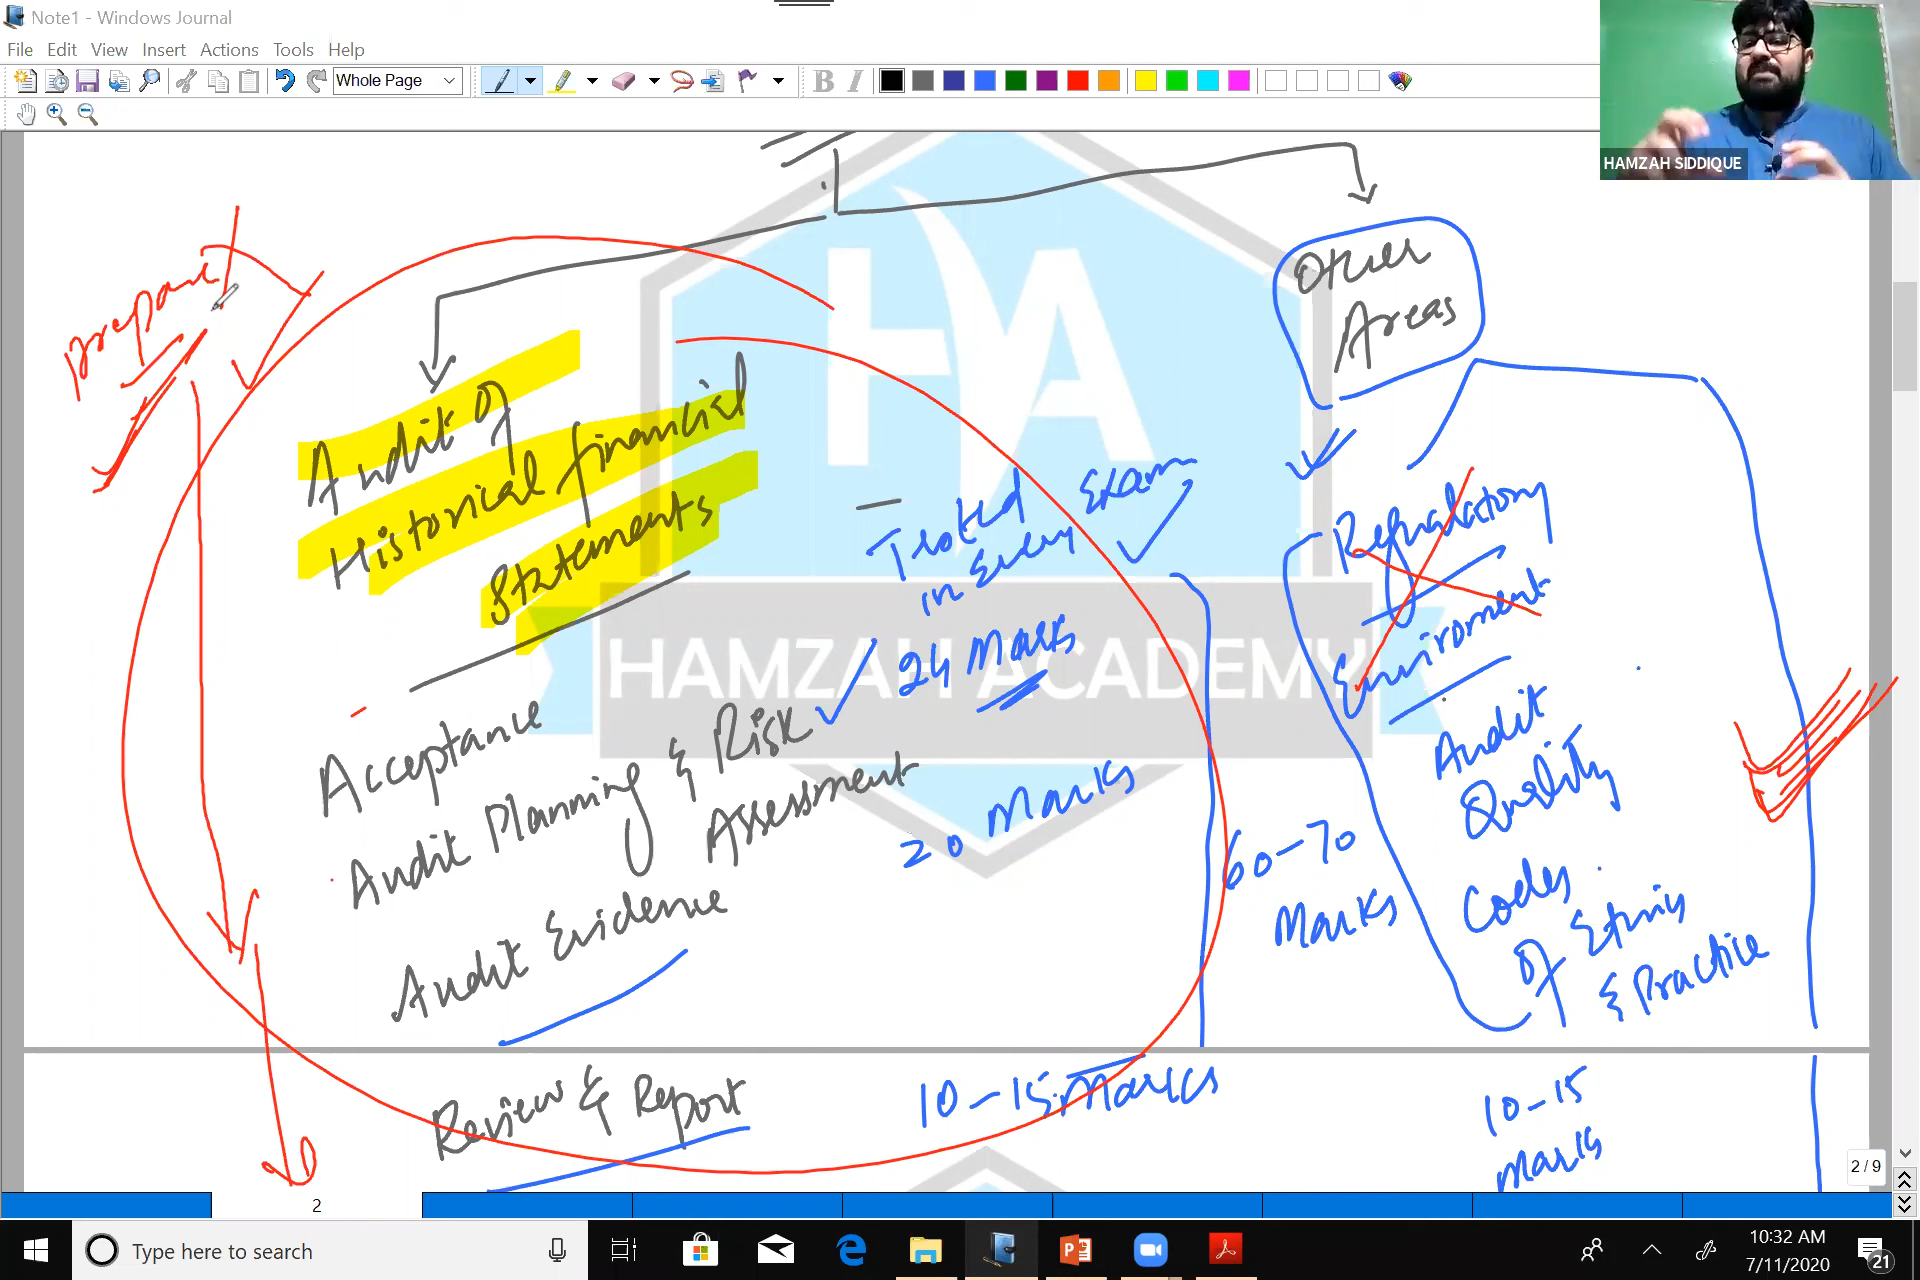 Note1 - Windows Journal
File Edit View Insert Actions Tools Help
Whole Page
B I
HAMZAH SIDDIQUE
Other
Areas
Audit of
Historical financial
Statements
Tested
in Every Exam
24 Marks
HAMZAH ACADEMY
Acceptance
Audit Planning & Risk
Assessment
20 Marks
Audit Evidence
60-70
Marks
Environment
Audit
Quality
Codes
of Ethics
& Practice
Review & Report
10-15 Marks
10-15
Marks
2/9
2
Type here to search
10:32 AM
7/11/2020
21